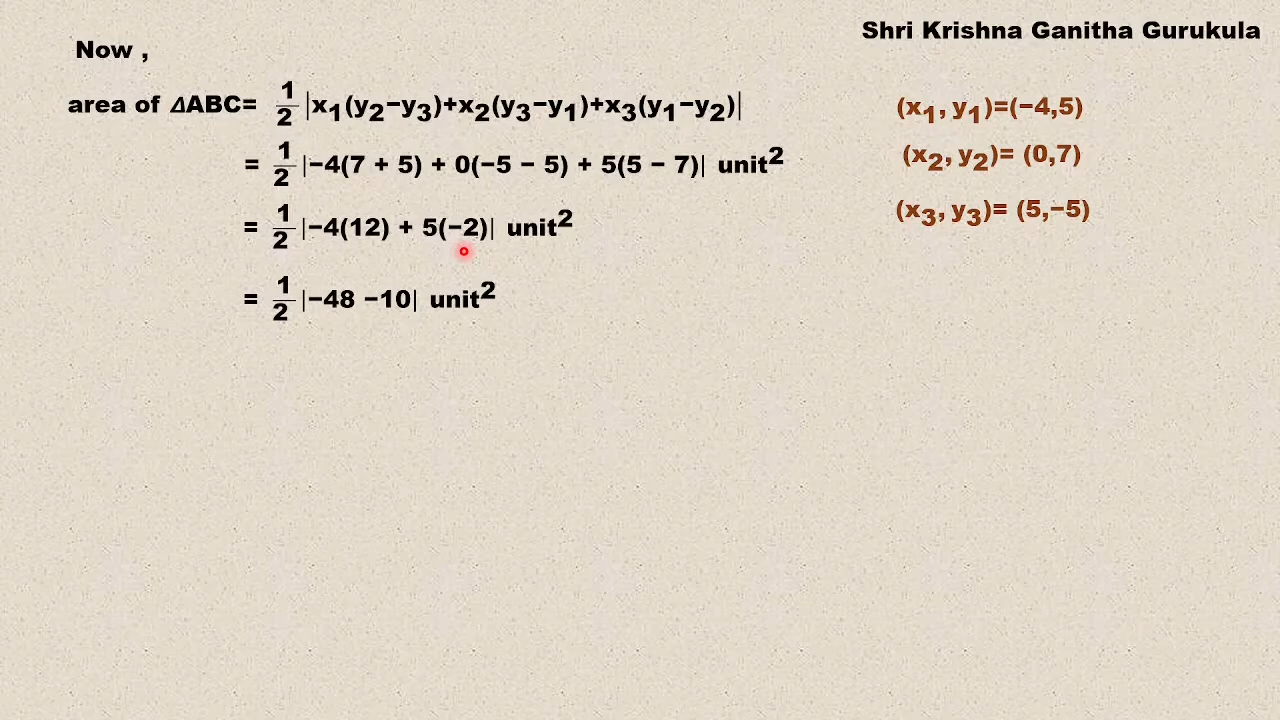 Shri Krishna Ganitha Gurukula
Now ,
area of ΔABC= 1/2 |x₁(y₂−y₃)+x₂(y₃−y₁)+x₃(y₁−y₂)|
= 1/2 |−4(7 + 5) + 0(−5 − 5) + 5(5 − 7)| unit²
= 1/2 |−4(12) + 5(−2)| unit²
= 1/2 |−48 −10| unit²
(x₁, y₁)=(−4,5)
(x₂, y₂)= (0,7)
(x₃, y₃)= (5,−5)